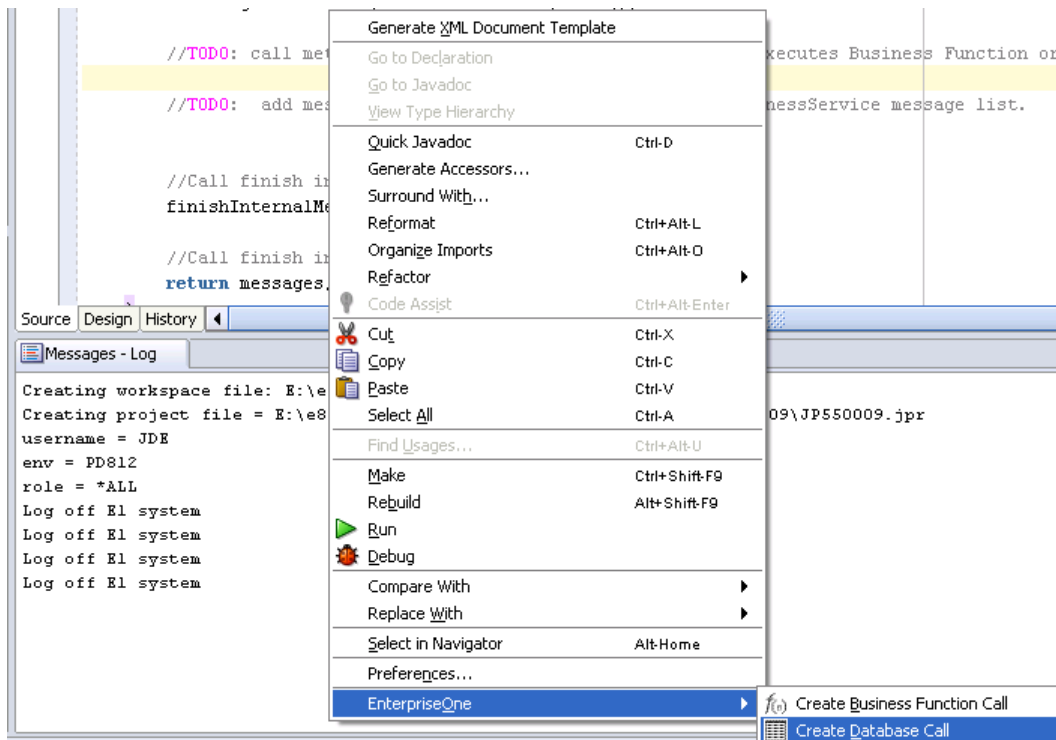 Generate XML Document Template
//TODO: call met
Go to Declaration
xecutes Business Function or
Go to Javadoc
//TODO:  add mes
View Type Hierarchy
nessService message list.
Quick Javadoc Ctrl-D
Generate Accessors...
//Call finish in
Surround With...
finishInternalMe
Reformat Ctrl+Alt-L
Organize Imports Ctrl+Alt-O
//Call finish in
Refactor
return messages.
Code Assist Ctrl+Alt-Enter
Source Design History
Cut Ctrl-X
Messages - Log
Copy Ctrl-C
Creating workspace file: E:\e
Paste Ctrl-V
Creating project file = E:\e8
Select All Ctrl-A
09\JP550009.jpr
username = JDE
Find Usages... Ctrl+Alt-U
env = PD812
Make Ctrl+Shift-F9
role = *ALL
Rebuild Alt+Shift-F9
Log off E1 system
Run
Log off E1 system
Debug
Log off E1 system
Log off E1 system
Compare With
Replace With
Select in Navigator Alt-Home
Preferences...
EnterpriseOne
Create Business Function Call
Create Database Call